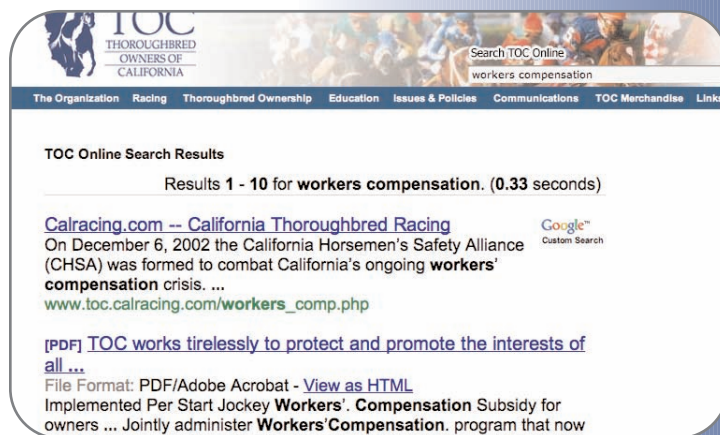 TOC
THOROUGHBRED
OWNERS OF
CALIFORNIA
Search TOC Online
workers compensation
The Organization Racing Thoroughbred Ownership Education Issues & Policies Communications TOC Merchandise Links
TOC Online Search Results
Results 1 - 10 for workers compensation. (0.33 seconds)
Calracing.com -- California Thoroughbred Racing
Google™
Custom Search
On December 6, 2002 the California Horsemen's Safety Alliance
(CHSA) was formed to combat California's ongoing workers'
compensation crisis. ...
www.toc.calracing.com/workers_comp.php
[PDF] TOC works tirelessly to protect and promote the interests of
all ...
File Format: PDF/Adobe Acrobat - View as HTML
Implemented Per Start Jockey Workers'. Compensation Subsidy for
owners ... Jointly administer Workers'Compensation. program that now